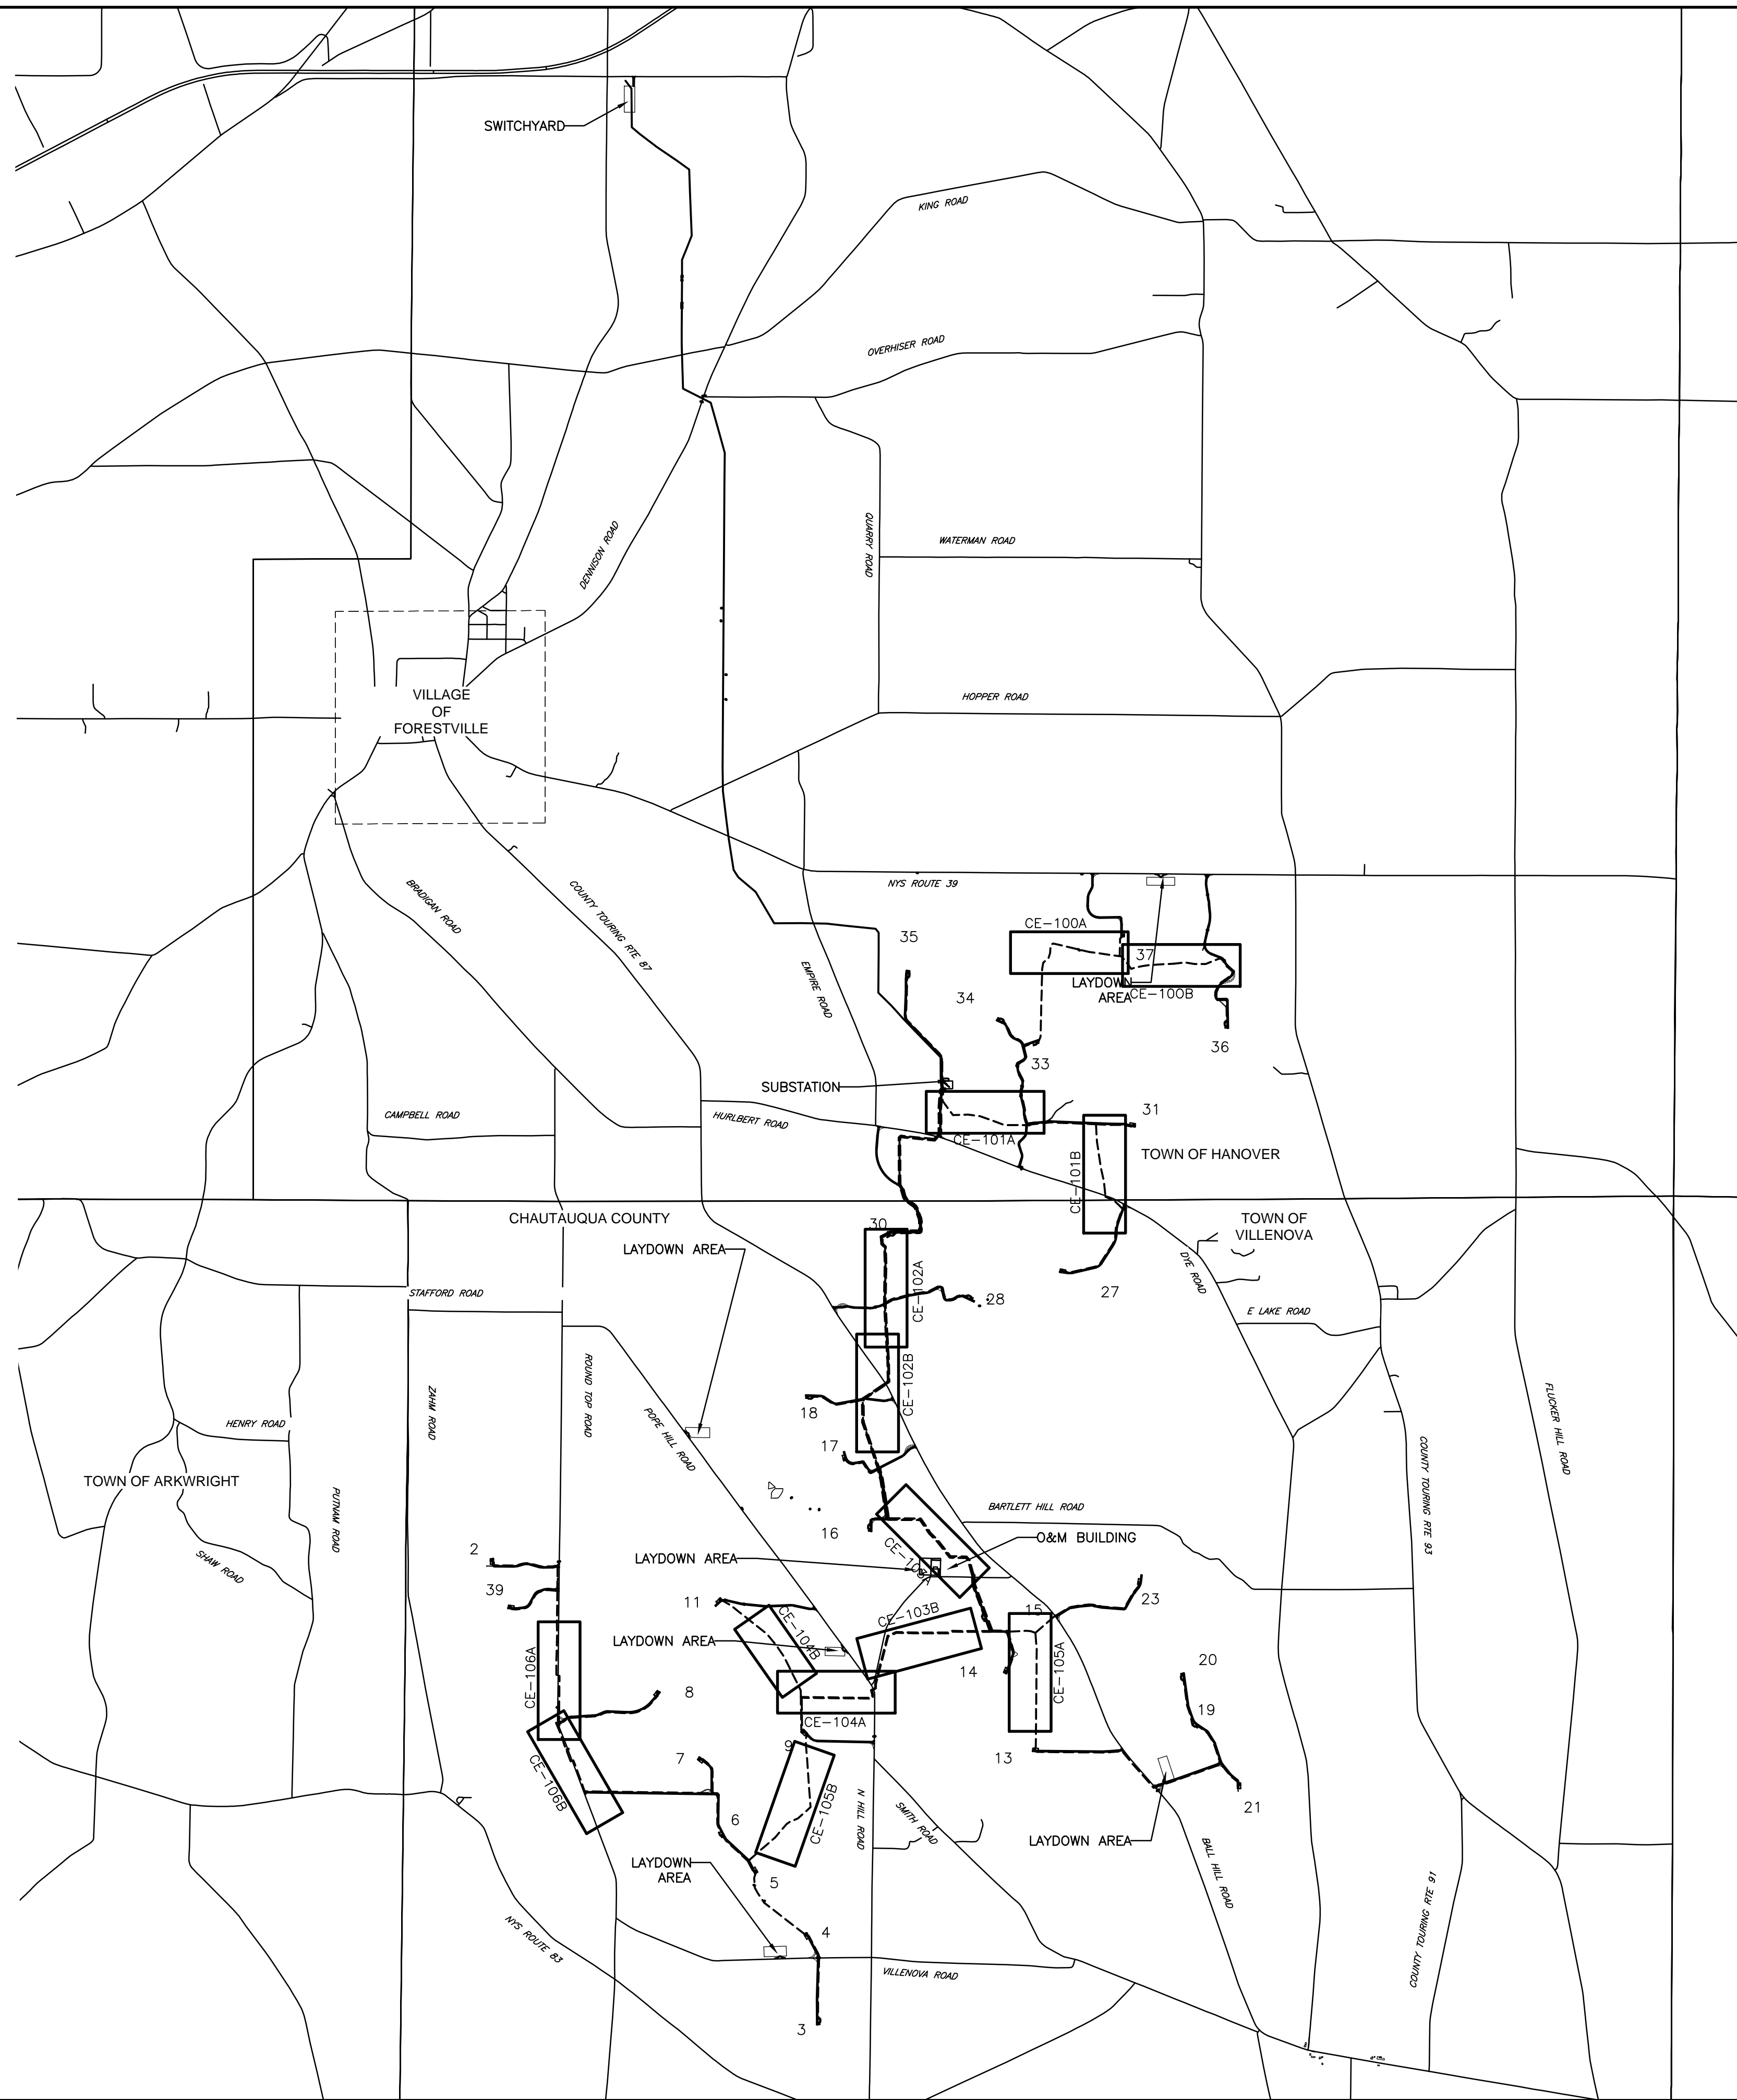 SWITCHYARD
KING ROAD
OVERHISER ROAD
DENNISON ROAD
QUARRY ROAD
WATERMAN ROAD
VILLAGE
OF
FORESTVILLE
HOPPER ROAD
BRADIGAN ROAD
COUNTY TOURING RTE 87
NYS ROUTE 39
EMPIRE ROAD
35
CE-100A
37
LAYDOWN
AREA
CE-100B
34
36
33
SUBSTATION
CAMPBELL ROAD
HURLBERT ROAD
31
CE-101A
CE-101B
TOWN OF HANOVER
CHAUTAUQUA COUNTY
30
TOWN OF
VILLENOVA
LAYDOWN AREA
CE-102A
DYE ROAD
27
28
STAFFORD ROAD
E LAKE ROAD
ZAHM ROAD
ROUND TOP ROAD
POPE HILL ROAD
CE-102B
18
FLUCKER HILL ROAD
HENRY ROAD
17
COUNTY TOURING RTE 93
TOWN OF ARKWRIGHT
PUTNAM ROAD
BARTLETT HILL ROAD
16
O&M BUILDING
SHAW ROAD
2
LAYDOWN AREA
CE-103A
39
11
CE-104B
CE-103B
15
23
LAYDOWN AREA
CE-106A
14
CE-105A
20
8
CE-104A
19
9
7
13
CE-106B
6
CE-105B
N HILL ROAD
SMITH ROAD
21
LAYDOWN AREA
BALL HILL ROAD
LAYDOWN
AREA
5
COUNTY TOURING RTE 91
NYS ROUTE 83
4
VILLENOVA ROAD
3